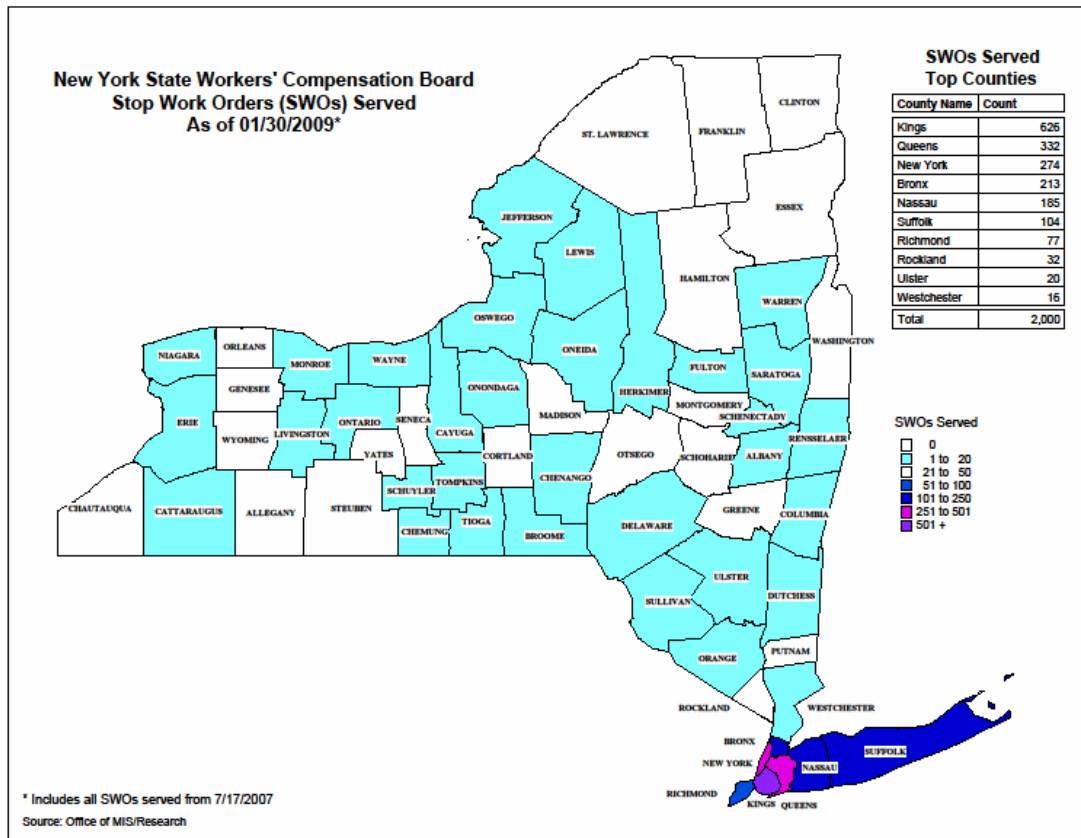 New York State Workers' Compensation Board
Stop Work Orders (SWOs) Served
As of 01/30/2009*
SWOs Served
Top Counties
County Name Count
Kings 626
Queens 332
New York 274
Bronx 213
Nassau 185
Suffolk 104
Richmond 77
Rockland 32
Ulster 20
Westchester 16
Total 2,000
CLINTON
ST. LAWRENCE
FRANKLIN
ESSEX
JEFFERSON
LEWIS
HAMILTON
WARREN
OSWEGO
WASHINGTON
ONEIDA
NIAGARA
ORLEANS
MONROE
WAYNE
FULTON
SARATOGA
GENESEE
ONONDAGA
HERKIMER
MONTGOMERY
MADISON
SCHENECTADY
ERIE
ONTARIO
SENECA
CAYUGA
LIVINGSTON
WYOMING
RENSSELAER
YATES
CORTLAND
OTSEGO
SCHOHARIE
ALBANY
CHENANGO
TOMPKINS
SCHUYLER
CHAUTAUQUA
CATTARAUGUS
ALLEGANY
STEUBEN
GREENE
COLUMBIA
TIOGA
DELAWARE
CHEMUNG
BROOME
ULSTER
DUTCHESS
SULLIVAN
PUTNAM
ORANGE
ROCKLAND
WESTCHESTER
BRONX
SUFFOLK
NEW YORK
NASSAU
RICHMOND
KINGS
QUEENS
SWOs Served
0
1 to 20
21 to 50
51 to 100
101 to 250
251 to 501
501 +
* Includes all SWOs served from 7/17/2007
Source: Office of MIS/Research